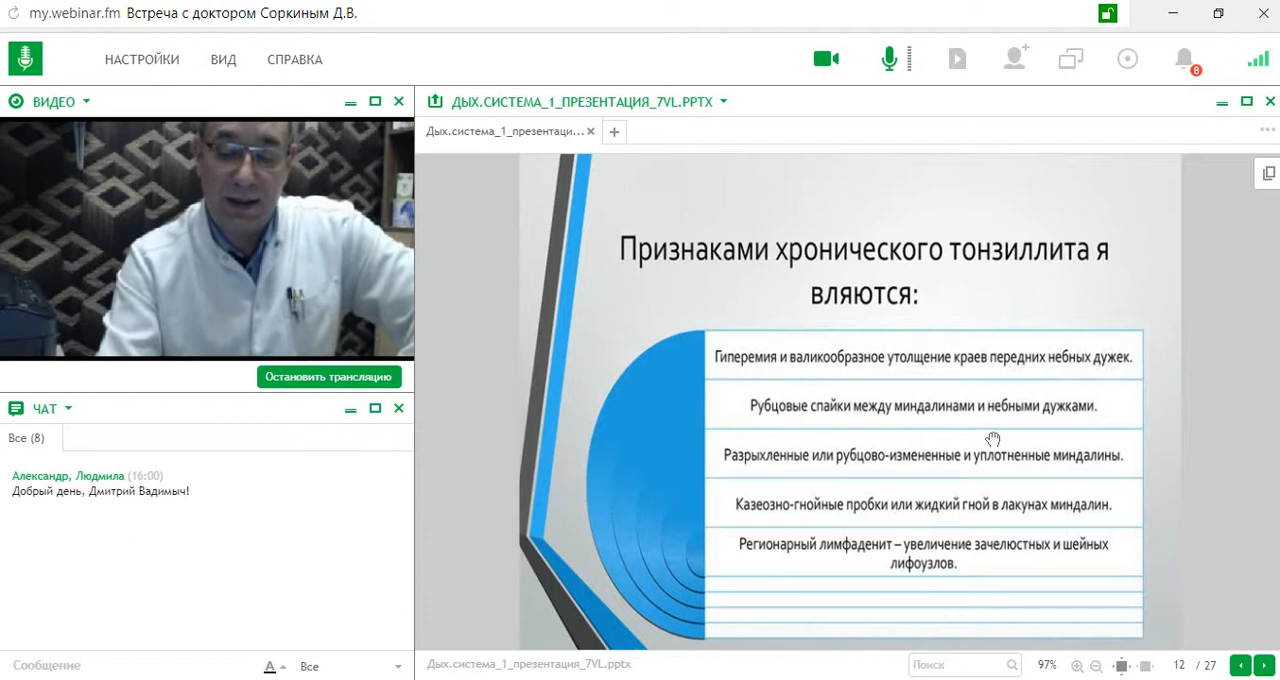 my.webinar.fm Встреча с доктором Соркиным Д.В.
НАСТРОЙКИ ВИД СПРАВКА
8
ВИДЕО
ДЫХ.СИСТЕМА_1_ПРЕЗЕНТАЦИЯ_7VL.PPTX
Дых.система_1_презентаци...
Признаками хронического тонзиллита я
вляются:
Гиперемия и валикообразное утолщение краев передних небных дужек.
Рубцовые спайки между миндалинами и небными дужками.
Разрыхленные или рубцово-измененные и уплотненные миндалины.
Казеозно-гнойные пробки или жидкий гной в лакунах миндалин.
Регионарный лимфаденит – увеличение зачелюстных и шейных
лифоузлов.
Остановить трансляцию
ЧАТ
Все (8)
Александр, Людмила (16:00)
Добрый день, Дмитрий Вадимыч!
Сообщение
A
Все
Дых.система_1_презентация_7VL.pptx
Поиск
97%
12 / 27